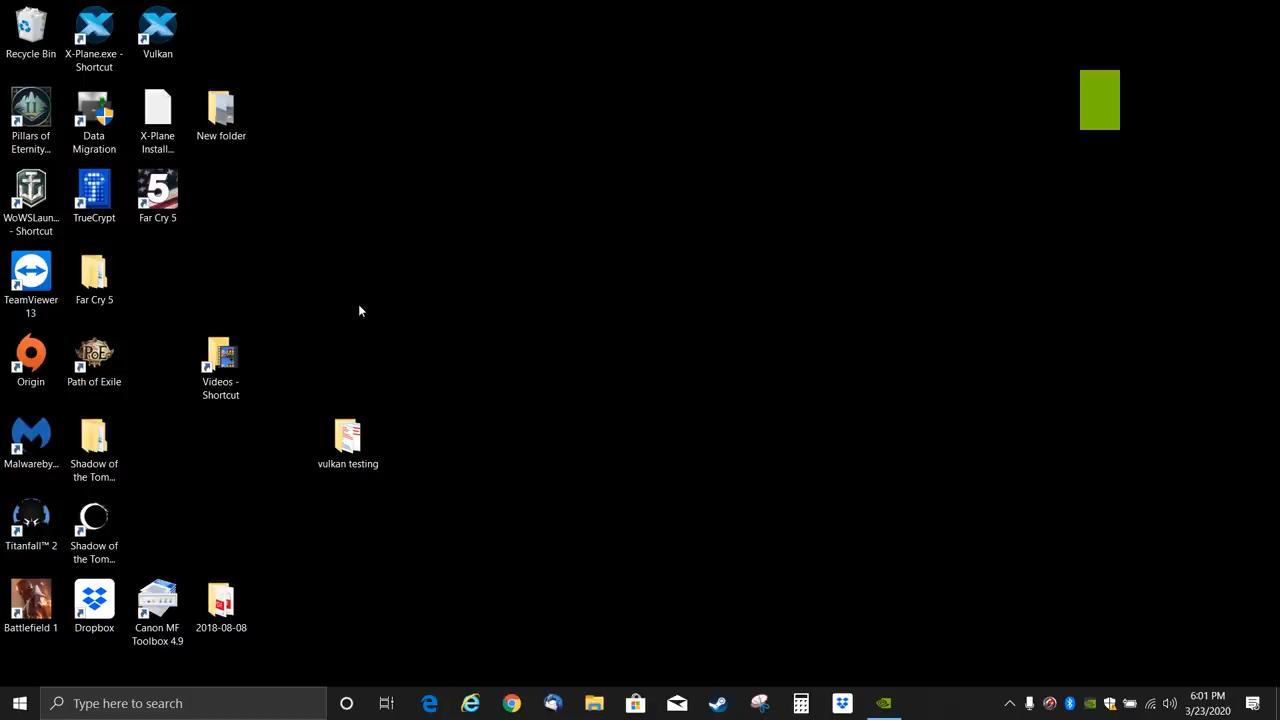 Recycle Bin
X-Plane.exe -
Shortcut
Vulkan
Pillars of
Eternity...
Data
Migration
X-Plane
Install...
New folder
WoWSLaun...
- Shortcut
TrueCrypt
5
Far Cry 5
TeamViewer
13
Far Cry 5
Origin
PoE
Path of Exile
Videos -
Shortcut
Malwareby...
Shadow of
the Tom...
vulkan testing
Titanfall™ 2
Shadow of
the Tom...
Battlefield 1
Dropbox
Canon MF
Toolbox 4.9
2018-08-08
Type here to search
6:01 PM
3/23/2020